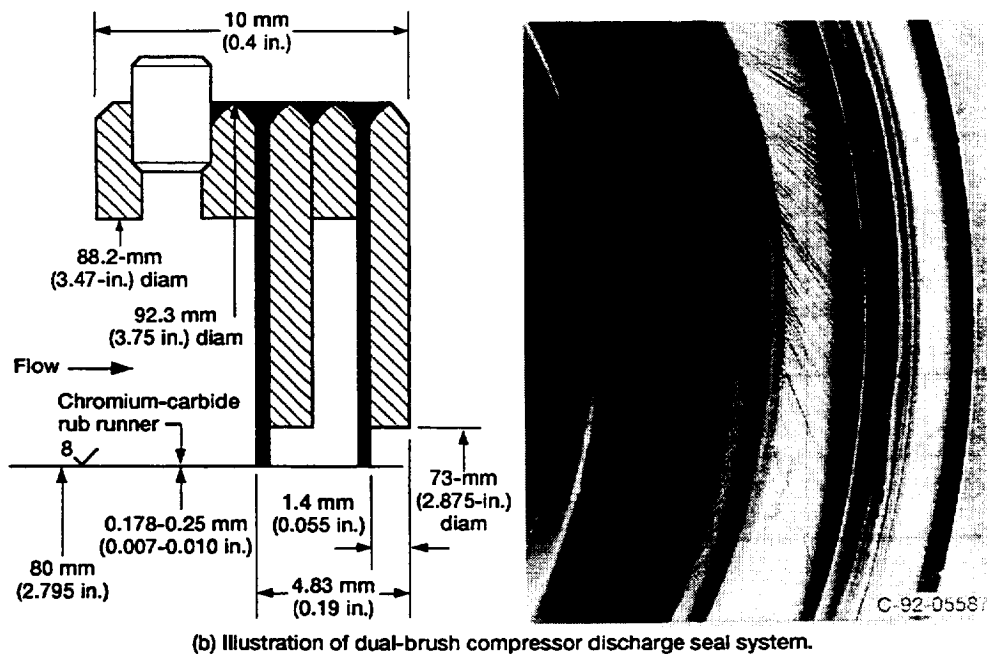 10 mm
(0.4 in.)
88.2-mm
(3.47-in.) diam
92.3 mm
(3.75 in.) diam
Flow
Chromium-carbide
rub runner
8
73-mm
(2.875-in.)
diam
1.4 mm
(0.055 in.)
0.178-0.25 mm
(0.007-0.010 in.)
80 mm
(2.795 in.)
4.83 mm
(0.19 in.)
C-92-05587
(b) Illustration of dual-brush compressor discharge seal system.